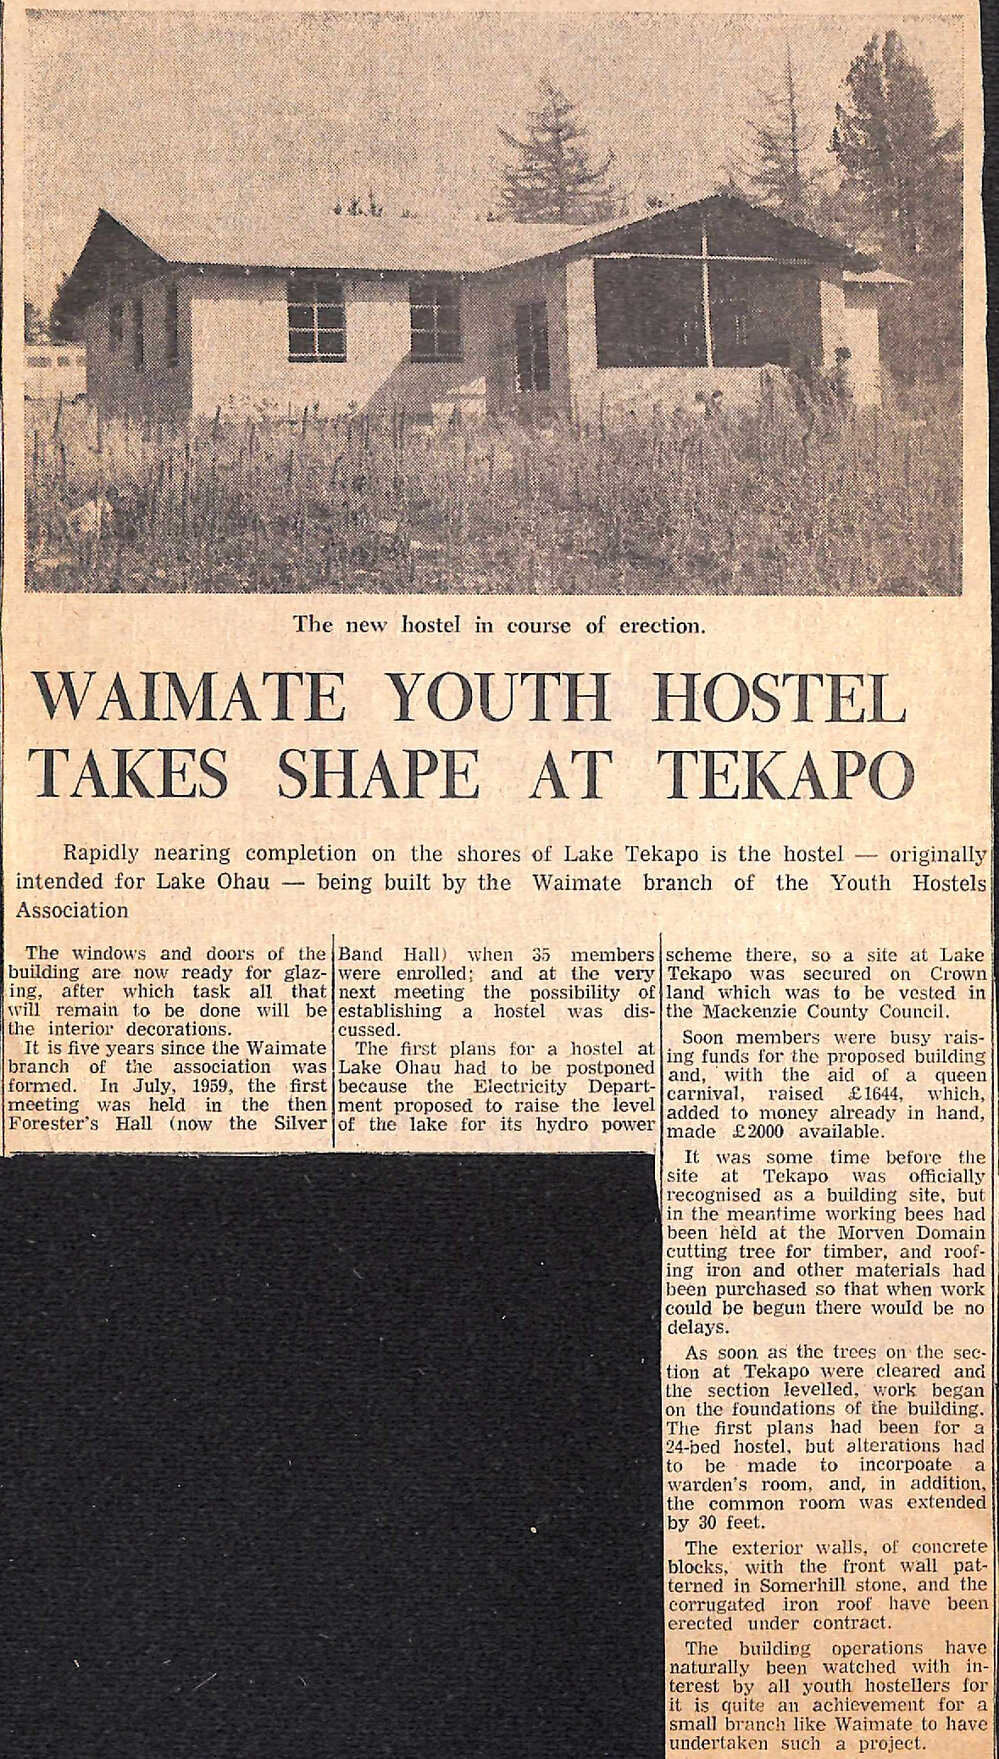 The new hostel in course of erection.
WAIMATE YOUTH HOSTEL
TAKES SHAPE AT TEKAPO
Rapidly nearing completion on the shores of Lake Tekapo is the hostel — originally
intended for Lake Ohau — being built by the Waimate branch of the Youth Hostels
Association
The windows and doors of the
building are now ready for glaz-
ing, after which task all that
will remain to be done will be
the interior decorations.
It is five years since the Waimate
branch of the association was
formed. In July, 1959, the first
meeting was held in the then
Forester's Hall (now the Silver
Band Hall) when 35 members
were enrolled; and at the very
next meeting the possibility of
establishing a hostel was dis-
cussed.
The first plans for a hostel at
Lake Ohau had to be postponed
because the Electricity Depart-
ment proposed to raise the level
of the lake for its hydro power
scheme there, so a site at Lake
Tekapo was secured on Crown
land which was to be vested in
the Mackenzie County Council.
Soon members were busy rais-
ing funds for the proposed building
and, with the aid of a queen
carnival, raised £1644, which,
added to money already in hand,
made £2000 available.
It was some time before the
site at Tekapo was officially
recognised as a building site, but
in the meantime working bees had
been held at the Morven Domain
cutting tree for timber, and roof-
ing iron and other materials had
been purchased so that when work
could be begun there would be no
delays.
As soon as the trees on the sec-
tion at Tekapo were cleared and
the section levelled, work began
on the foundations of the building.
The first plans had been for a
24-bed hostel, but alterations had
to be made to incorpoate a
warden's room, and, in addition,
the common room was extended
by 30 feet.
The exterior walls, of concrete
blocks, with the front wall pat-
terned in Somerhill stone, and the
corrugated iron roof have been
erected under contract.
The building operations have
naturally been watched with in-
terest by all youth hostellers for
it is quite an achievement for a
small branch like Waimate to have
undertaken such a project.